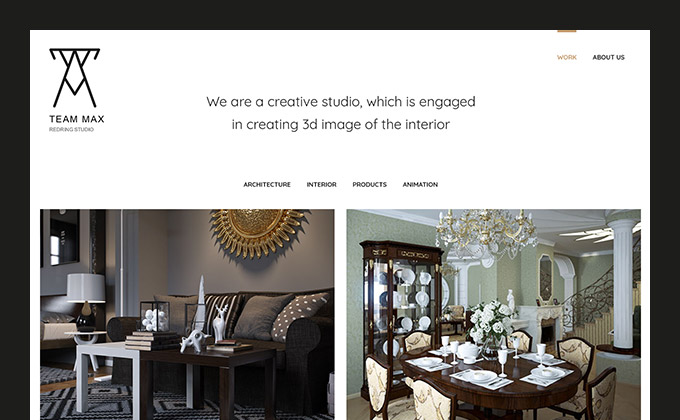 WORK ABOUT US
TEAM MAX
REDRING STUDIO
We are a creative studio, which is engaged
in creating 3d image of the interior
ARCHITECTURE INTERIOR PRODUCTS ANIMATION